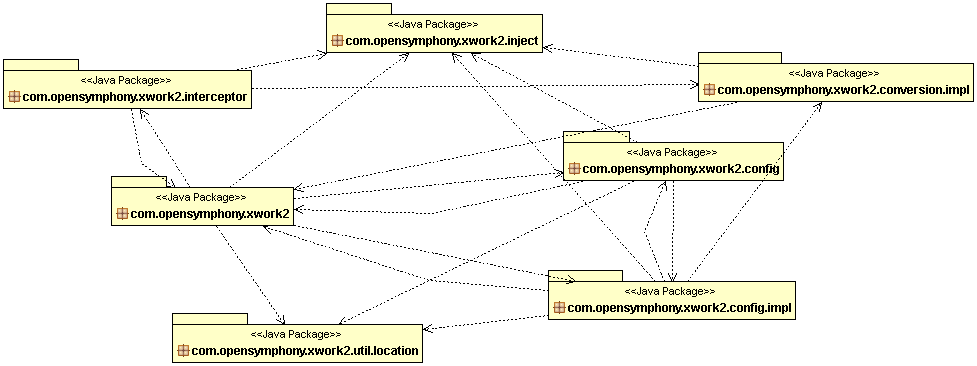 <<Java Package>>
com.opensymphony.xwork2.inject
<<Java Package>>
com.opensymphony.xwork2.interceptor
<<Java Package>>
com.opensymphony.xwork2.conversion.impl
<<Java Package>>
com.opensymphony.xwork2.config
<<Java Package>>
com.opensymphony.xwork2
<<Java Package>>
com.opensymphony.xwork2.config.impl
<<Java Package>>
com.opensymphony.xwork2.util.location